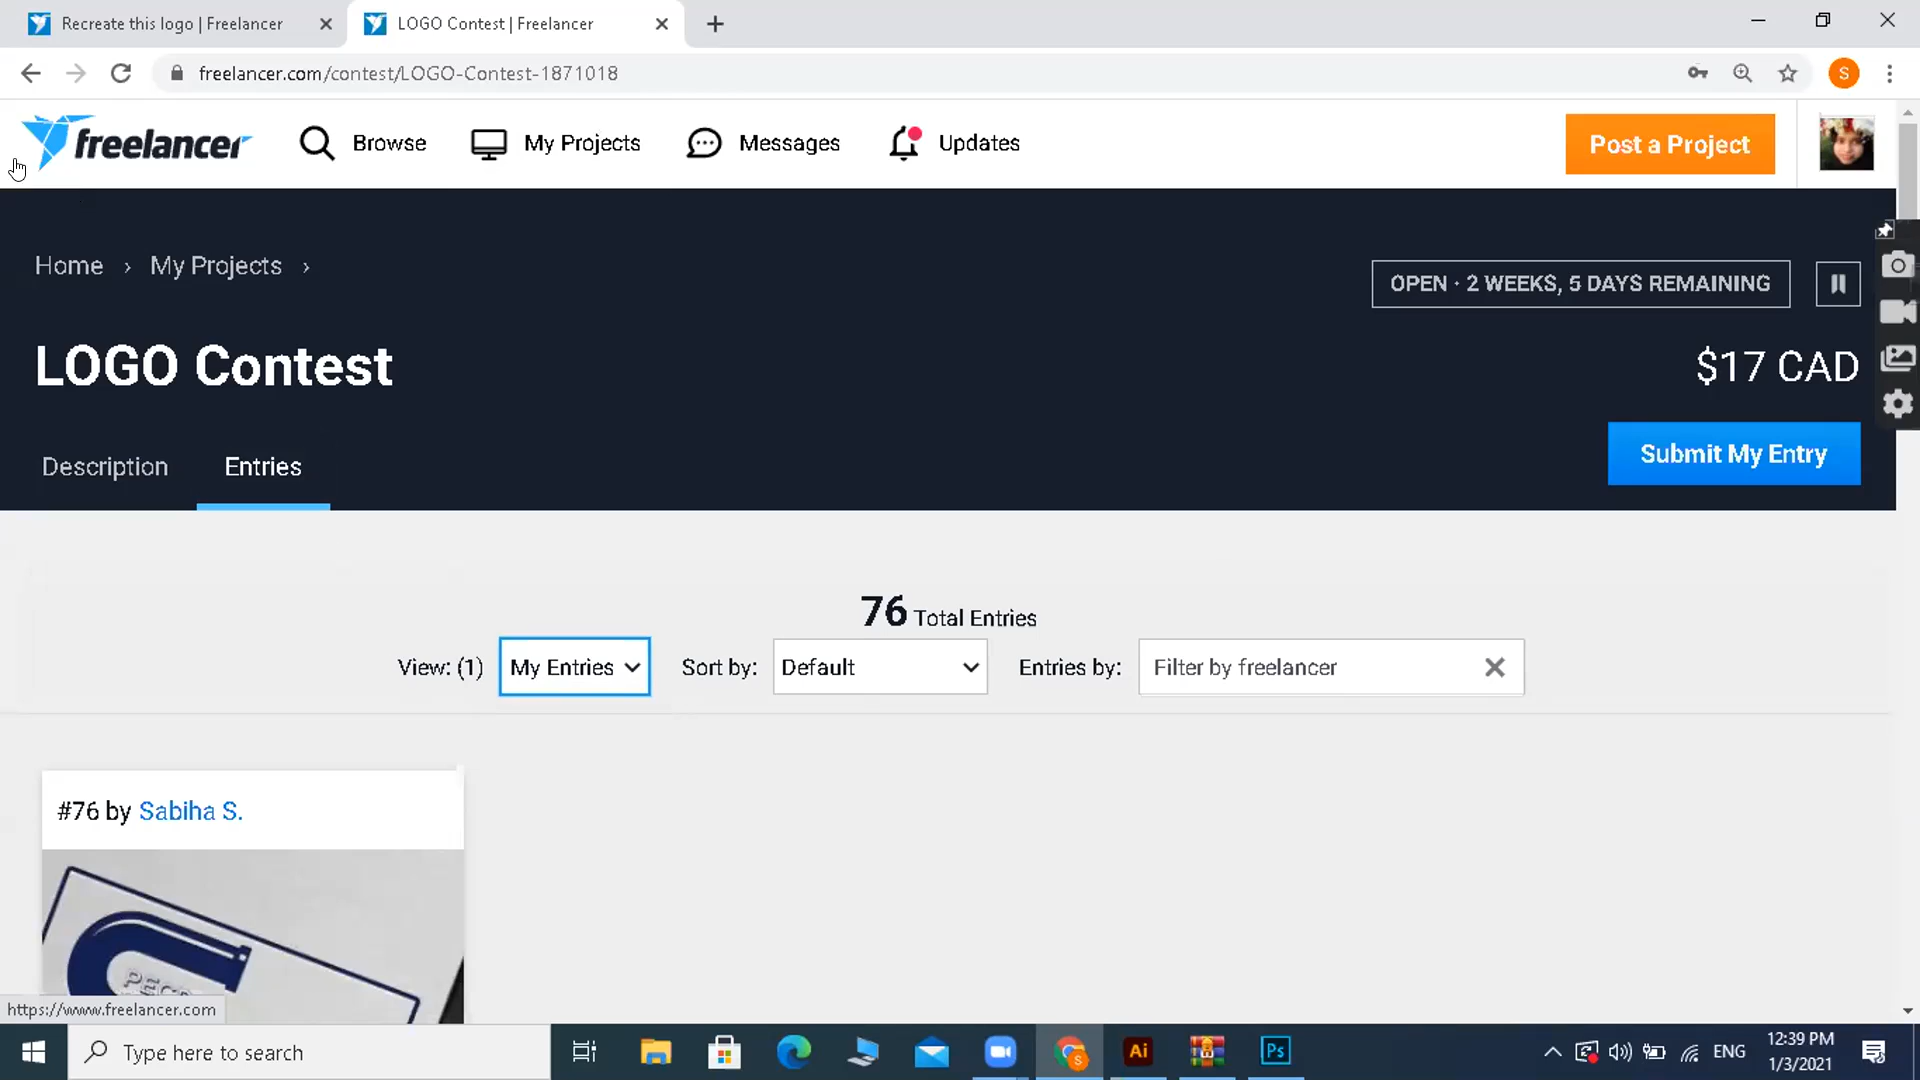 Recreate this logo | Freelancer
LOGO Contest | Freelancer
freelancer.com/contest/LOGO-Contest-1871018
S
freelancer
Browse
My Projects
Messages
Updates
Post a Project
Home › My Projects ›
OPEN · 2 WEEKS, 5 DAYS REMAINING
LOGO Contest
$17 CAD
Description
Entries
Submit My Entry
76 Total Entries
View: (1) My Entries Sort by: Default Entries by: Filter by freelancer
#76 by Sabiha S.
https://www.freelancer.com
Type here to search
S
Ai
Ps
ENG
12:39 PM
1/3/2021